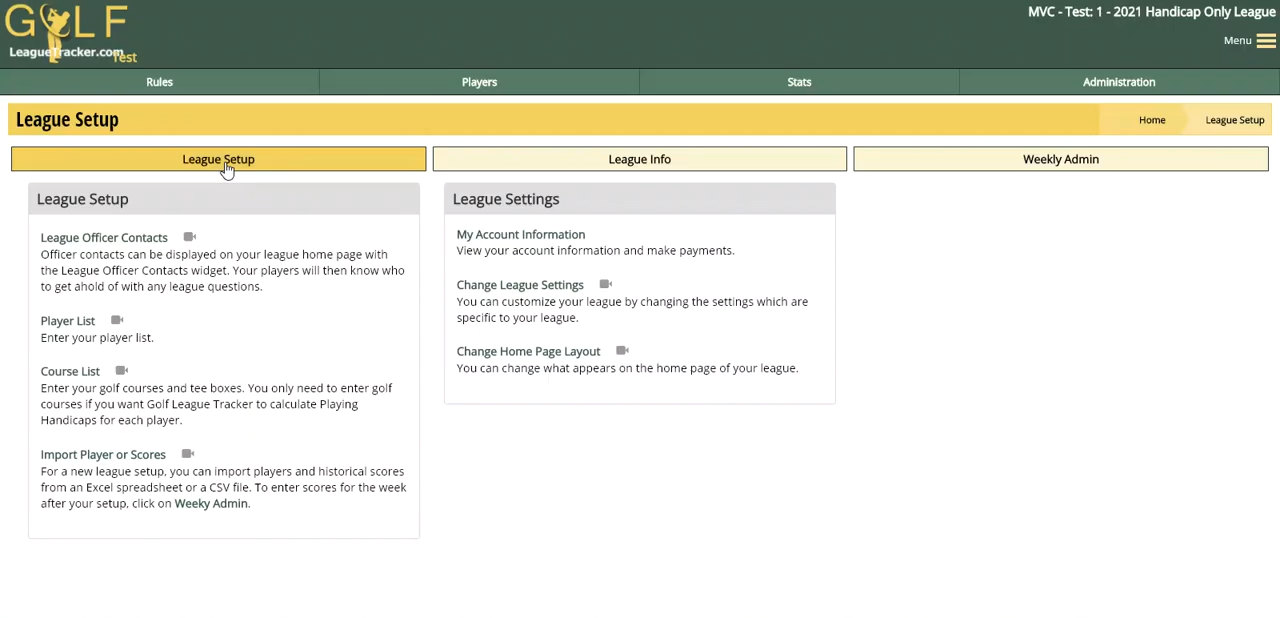 GOLF
LeagueTracker.com
Test
MVC - Test: 1 - 2021 Handicap Only League
Menu
Rules
Players
Stats
Administration
League Setup
Home
League Setup
League Setup
League Info
Weekly Admin
League Setup
League Officer Contacts
Officer contacts can be displayed on your league home page with
the League Officer Contacts widget. Your players will then know who
to get ahold of with any league questions.
Player List
Enter your player list.
Course List
Enter your golf courses and tee boxes. You only need to enter golf
courses if you want Golf League Tracker to calculate Playing
Handicaps for each player.
Import Player or Scores
For a new league setup, you can import players and historical scores
from an Excel spreadsheet or a CSV file. To enter scores for the week
after your setup, click on Weeky Admin.
League Settings
My Account Information
View your account information and make payments.
Change League Settings
You can customize your league by changing the settings which are
specific to your league.
Change Home Page Layout
You can change what appears on the home page of your league.